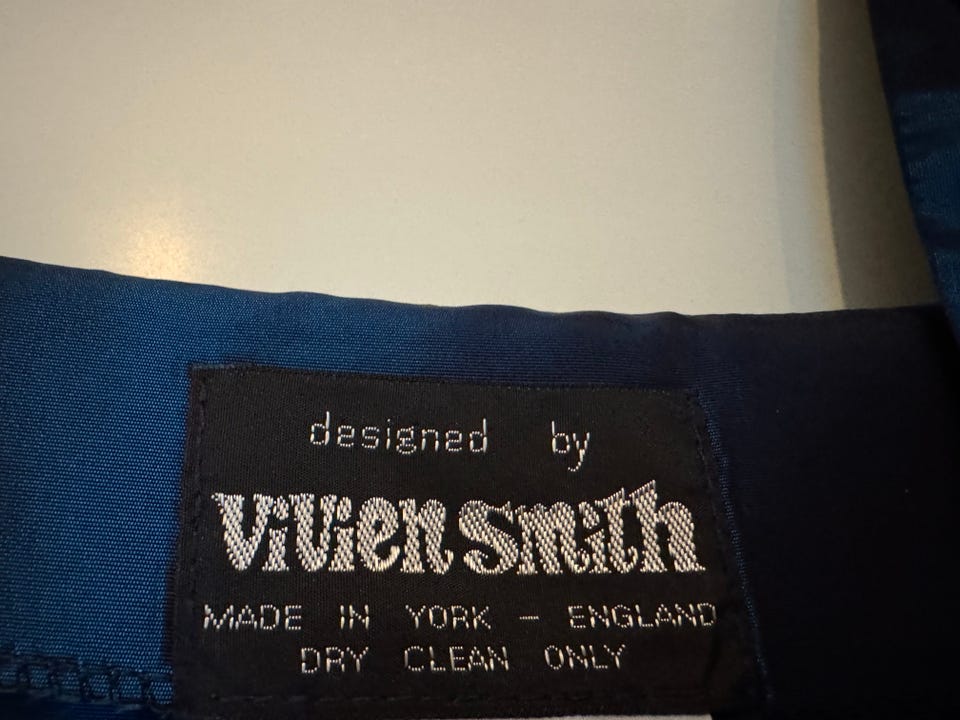 designed by
Vivien Smith
MADE IN YORK - ENGLAND
DRY CLEAN ONLY